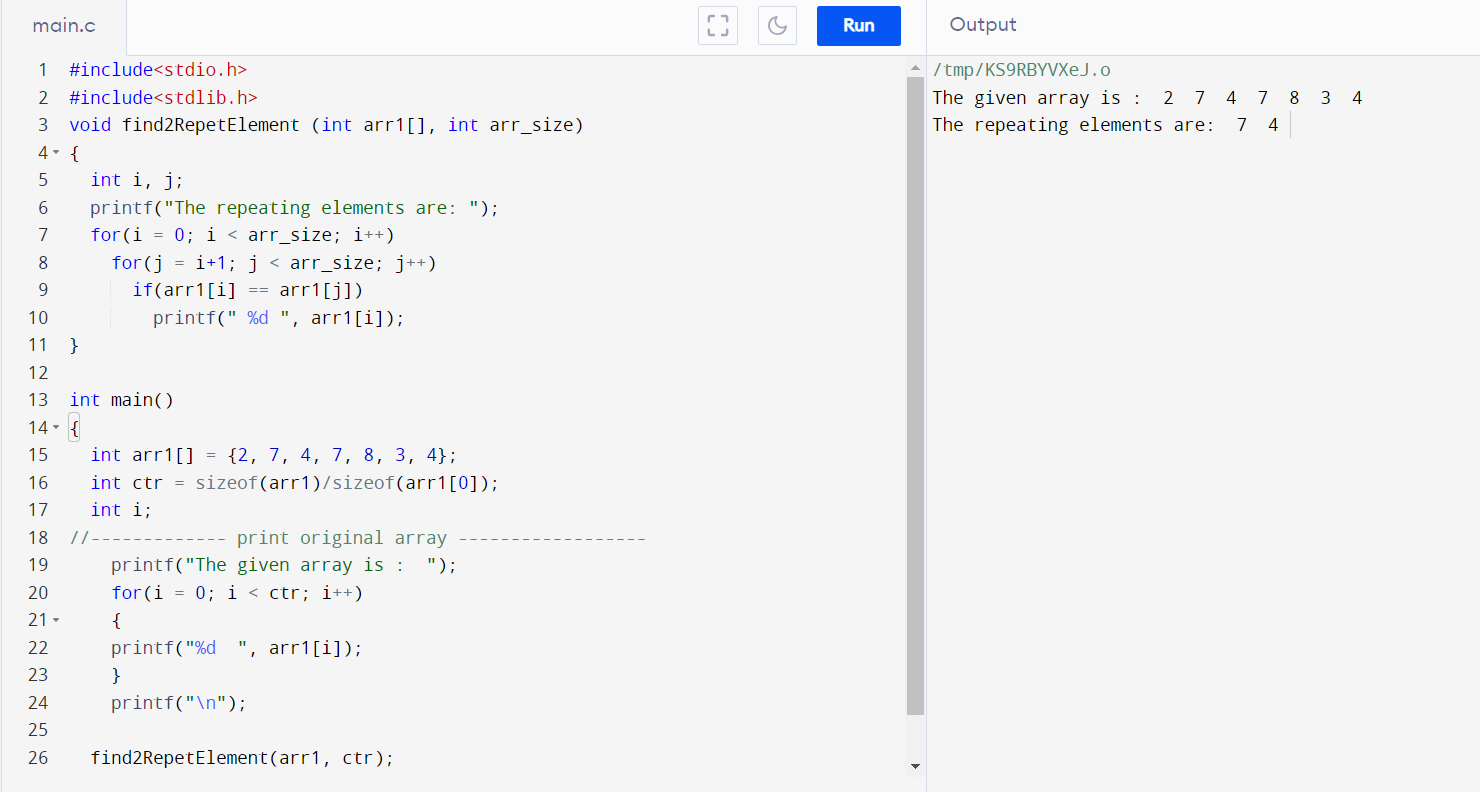 main.c
Run
Output
1 #include<stdio.h>
2 #include<stdlib.h>
3 void find2RepetElement (int arr1[], int arr_size)
4 {
5   int i, j;
6   printf("The repeating elements are: ");
7   for(i = 0; i < arr_size; i++)
8     for(j = i+1; j < arr_size; j++)
9       if(arr1[i] == arr1[j])
10         printf(" %d ", arr1[i]);
11 }
12
13 int main()
14 {
15   int arr1[] = {2, 7, 4, 7, 8, 3, 4};
16   int ctr = sizeof(arr1)/sizeof(arr1[0]);
17   int i;
18 //------------- print original array ------------------
19     printf("The given array is :  ");
20     for(i = 0; i < ctr; i++)
21     {
22     printf("%d  ", arr1[i]);
23     }
24     printf("\n");
25
26   find2RepetElement(arr1, ctr);
/tmp/KS9RBYVXeJ.o
The given array is :  2  7  4  7  8  3  4
The repeating elements are:  7  4